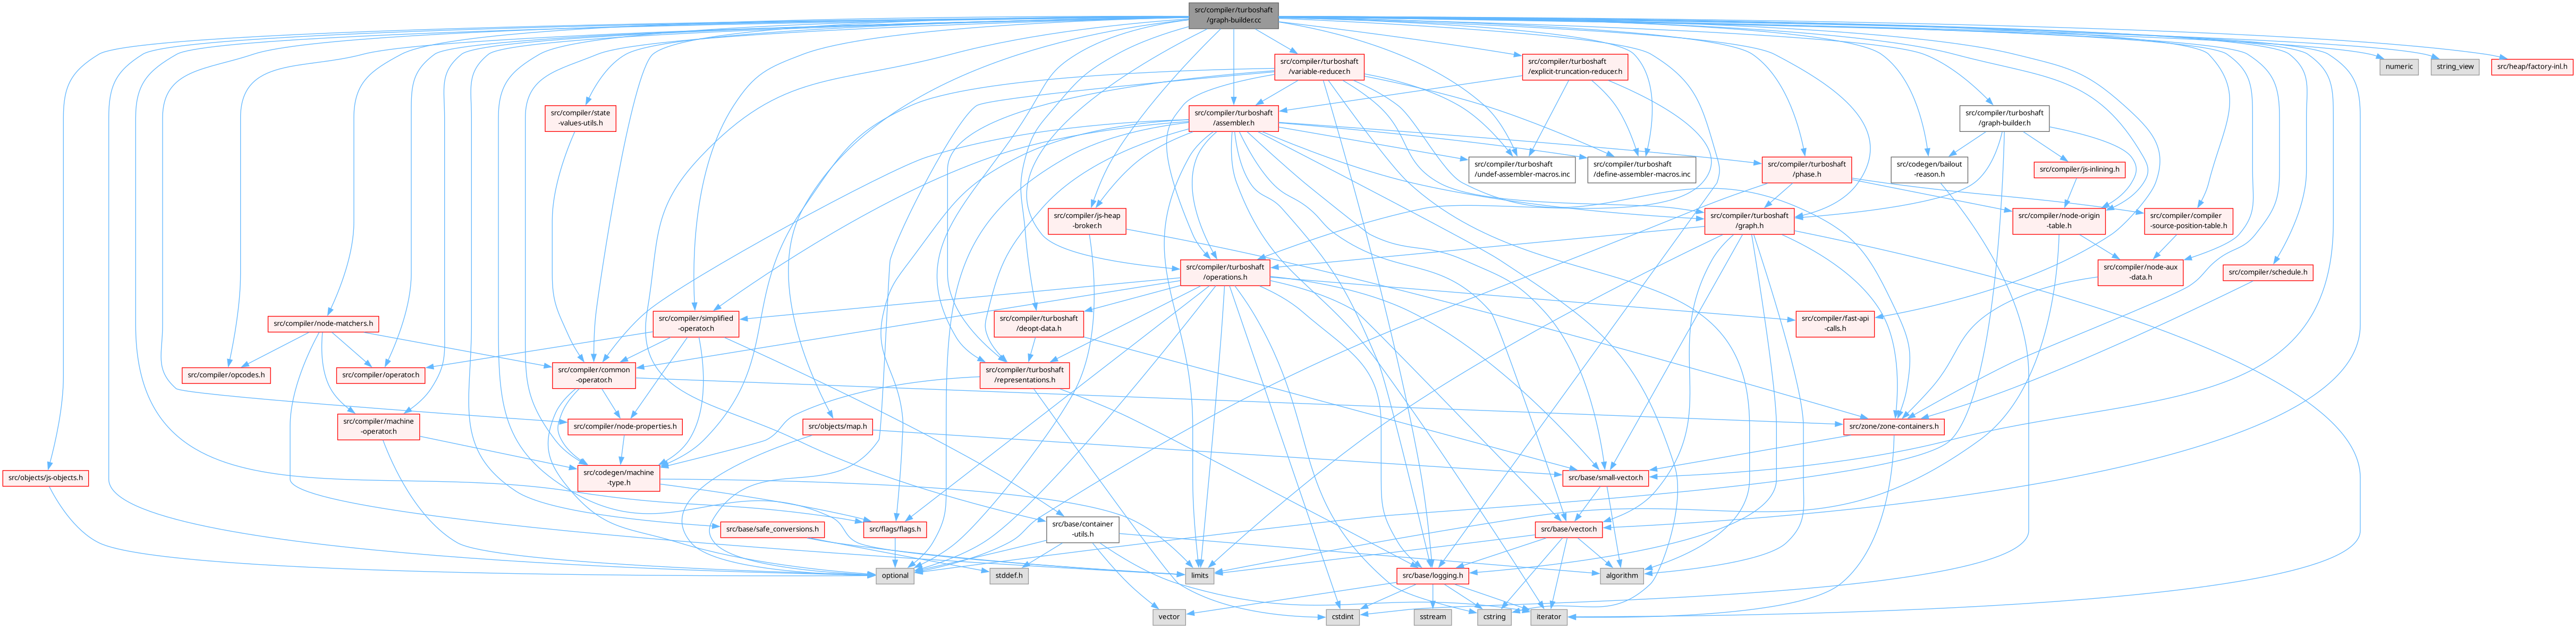 src/compiler/turboshaft
/graph-builder.cc
src/compiler/turboshaft
/variable-reducer.h
src/compiler/turboshaft
/explicit-truncation-reducer.h
numeric
string_view
src/heap/factory-inl.h
src/compiler/state
-values-utils.h
src/compiler/turboshaft
/assembler.h
src/compiler/turboshaft
/graph-builder.h
src/compiler/turboshaft
/undef-assembler-macros.inc
src/compiler/turboshaft
/define-assembler-macros.inc
src/compiler/turboshaft
/phase.h
src/codegen/bailout
-reason.h
src/compiler/js-inlining.h
src/compiler/js-heap
-broker.h
src/compiler/turboshaft
/graph.h
src/compiler/node-origin
-table.h
src/compiler/compiler
-source-position-table.h
src/compiler/turboshaft
/operations.h
src/compiler/node-aux
-data.h
src/compiler/schedule.h
src/compiler/node-matchers.h
src/compiler/simplified
-operator.h
src/compiler/turboshaft
/deopt-data.h
src/compiler/fast-api
-calls.h
src/compiler/opcodes.h
src/compiler/operator.h
src/compiler/common
-operator.h
src/compiler/turboshaft
/representations.h
src/compiler/machine
-operator.h
src/compiler/node-properties.h
src/objects/map.h
src/zone/zone-containers.h
src/objects/js-objects.h
src/codegen/machine
-type.h
src/base/small-vector.h
src/base/safe_conversions.h
src/flags/flags.h
src/base/container
-utils.h
src/base/vector.h
optional
stddef.h
limits
src/base/logging.h
algorithm
vector
cstdint
sstream
cstring
iterator